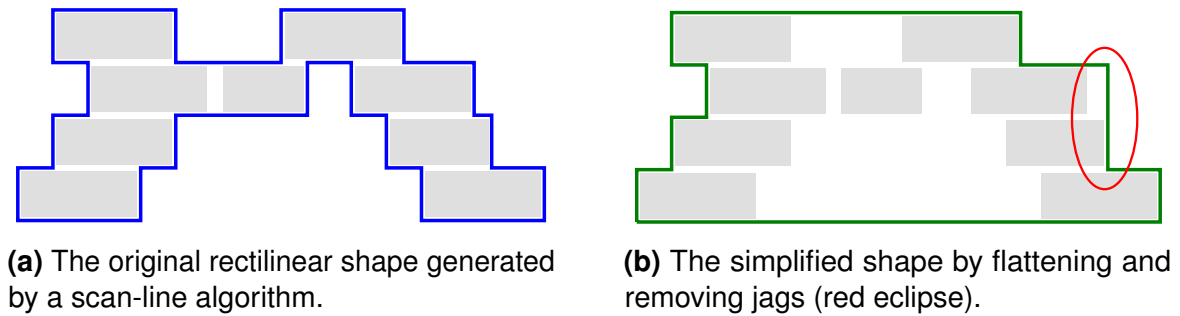 (a) The original rectilinear shape generated
by a scan-line algorithm.
(b) The simplified shape by flattening and
removing jags (red eclipse).